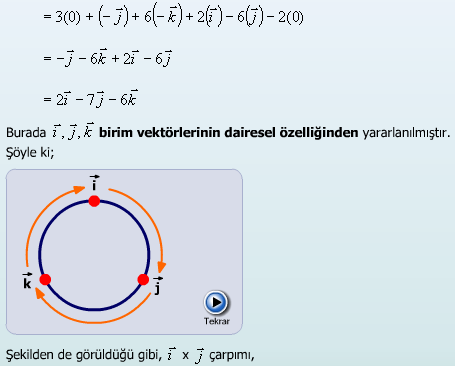 = 3(0) + (−j⃗) + 6(−k⃗) + 2(i⃗) − 6(j⃗) − 2(0)
= −j⃗ − 6k⃗ + 2i⃗ − 6j⃗
= 2i⃗ − 7j⃗ − 6k⃗
Burada i⃗ , j⃗ , k⃗ birim vektörlerinin dairesel özelliğinden yararlanılmıştır.
Şöyle ki;
i⃗
k⃗
j⃗
Tekrar
Şekilden de görüldüğü gibi, i⃗ x j⃗ çarpımı,